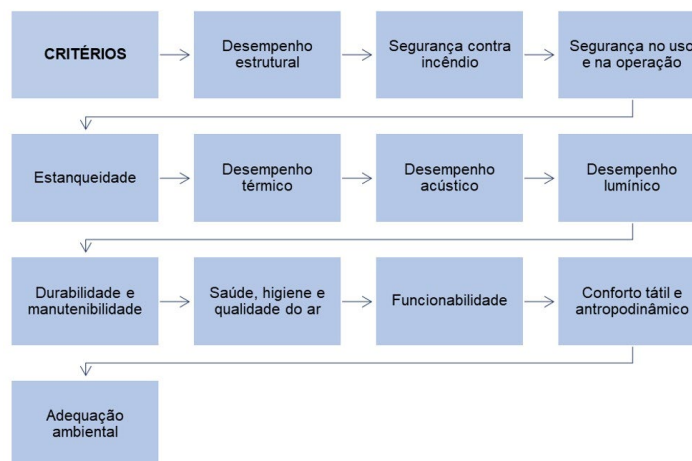 CRITÉRIOS
Desempenho
estrutural
Segurança contra
incêndio
Segurança no uso
e na operação
Estanqueidade
Desempenho
térmico
Desempenho
acústico
Desempenho
lumínico
Durabilidade e
manutenibilidade
Saúde, higiene e
qualidade do ar
Funcionabilidade
Conforto tátil e
antropodinâmico
Adequação
ambiental